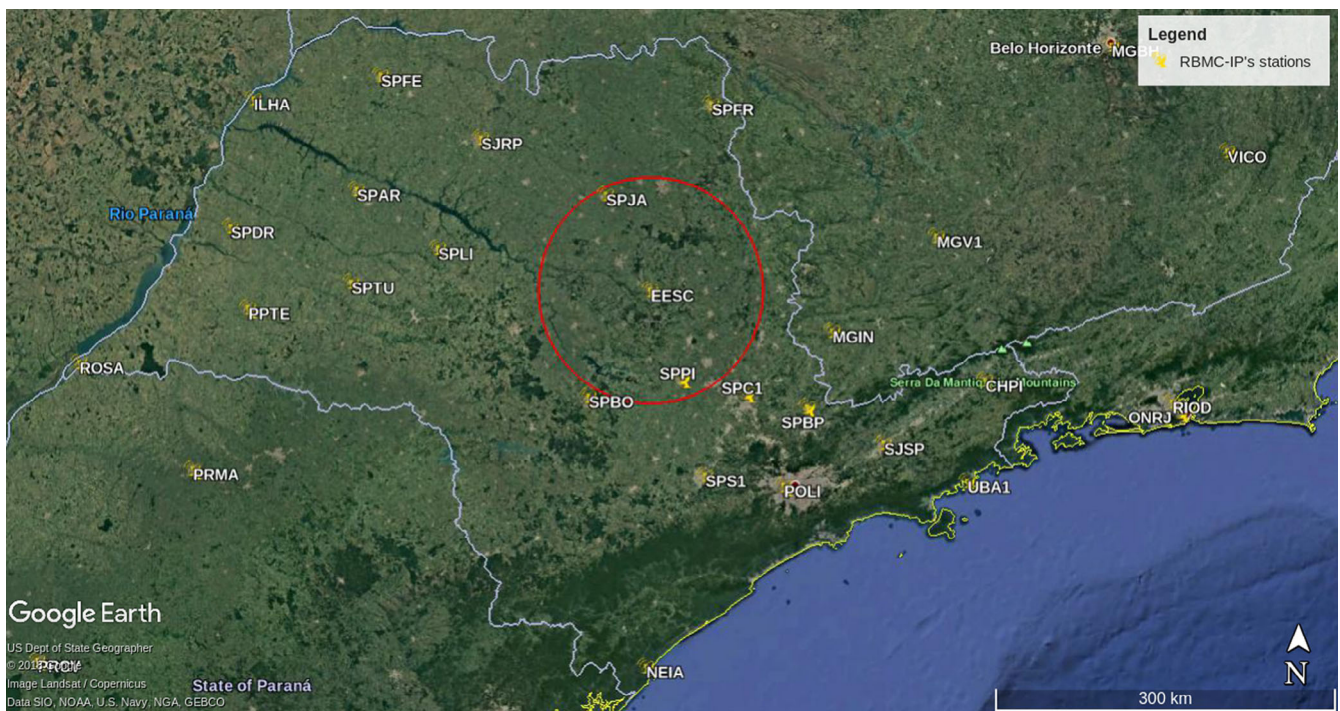 Legend
RBMC-IP's stations
Belo Horizonte
MGBH
SPFE
ILHA
SPFR
SJRP
VICO
SPAR
SPJA
Rio Paraná
SPDR
MGV1
SPLI
SPTU
EESC
PPTE
MGIN
ROSA
SPPI
Serra Da Mantiq Mountains
CHPI
SPC1
SPBO
SPBP
ONRJ
RIOD
SJSP
PRMA
SPS1
POLI
UBA1
Google Earth
US Dept of State Geographer
NEIA
Image Landsat / Copernicus
State of Paraná
Data SIO, NOAA, U.S. Navy, NGA, GEBCO
N
300 km